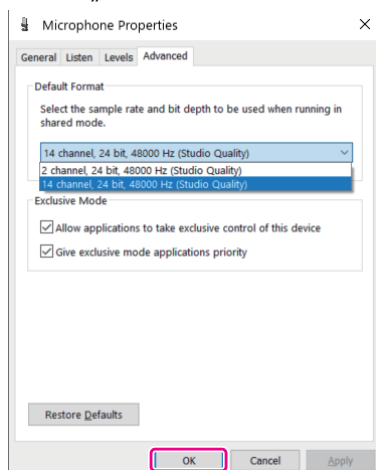 Microphone Properties
General Listen Levels Advanced
Default Format
Select the sample rate and bit depth to be used when running in
shared mode.
14 channel, 24 bit, 48000 Hz (Studio Quality)
2 channel, 24 bit, 48000 Hz (Studio Quality)
14 channel, 24 bit, 48000 Hz (Studio Quality)
Exclusive Mode
Allow applications to take exclusive control of this device
Give exclusive mode applications priority
Restore Defaults
OK Cancel Apply